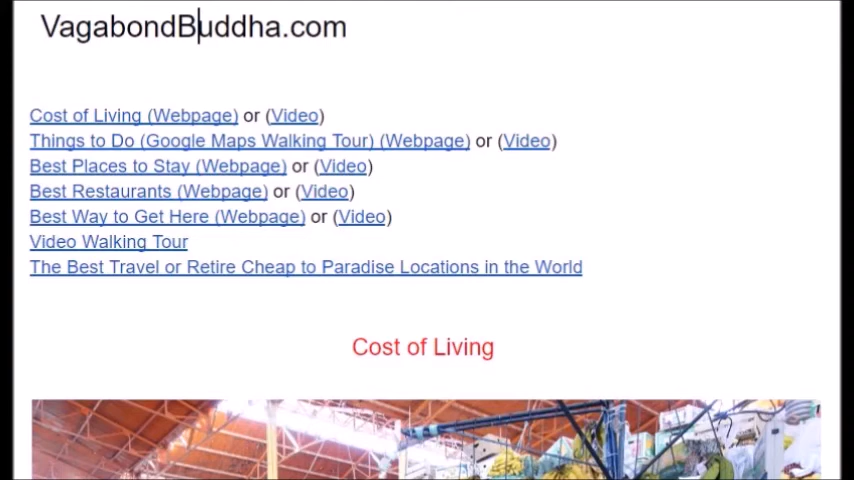 VagabondBuddha.com
Cost of Living (Webpage) or (Video)
Things to Do (Google Maps Walking Tour) (Webpage) or (Video)
Best Places to Stay (Webpage) or (Video)
Best Restaurants (Webpage) or (Video)
Best Way to Get Here (Webpage) or (Video)
Video Walking Tour
The Best Travel or Retire Cheap to Paradise Locations in the World
Cost of Living